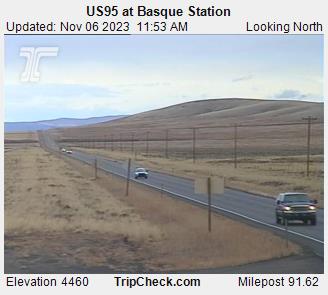 US95 at Basque Station
Updated: Nov 06 2023 11:53 AM Looking North
Elevation 4460 TripCheck.com Milepost 91.62